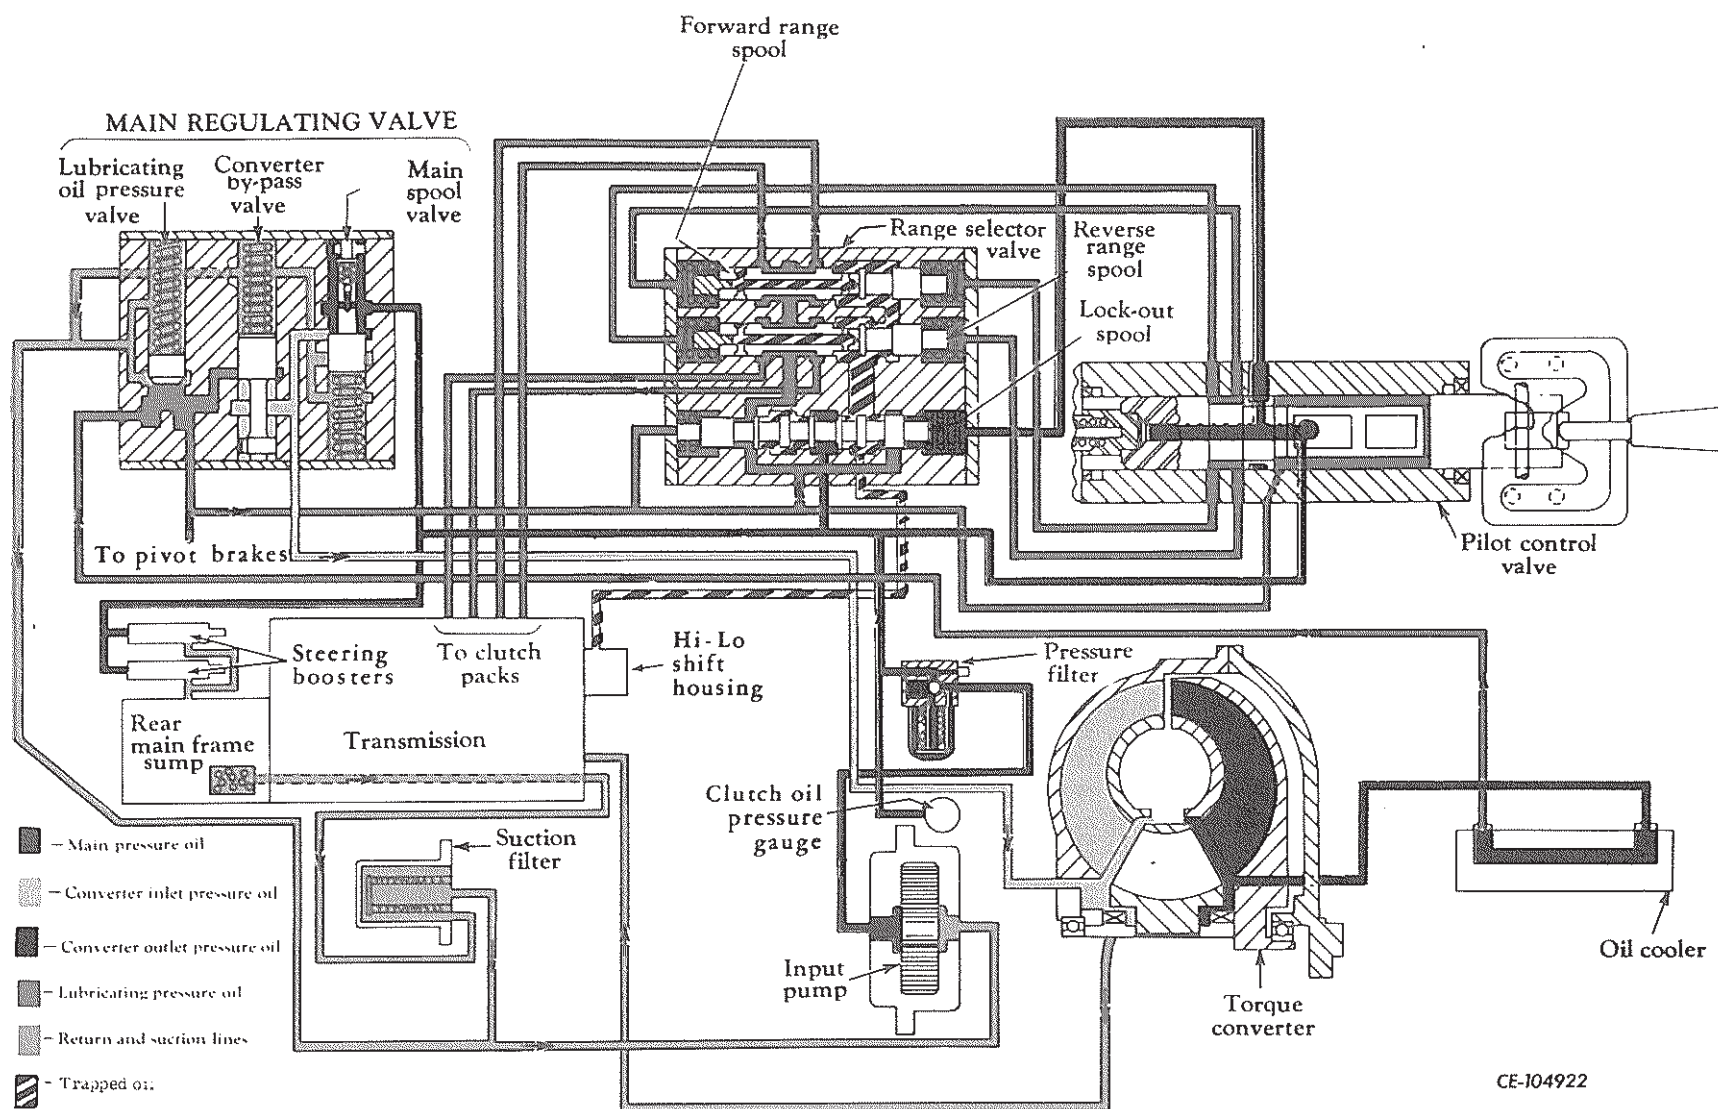 Forward range
spool
MAIN REGULATING VALVE
Lubricating
oil pressure
valve
Converter
by-pass
valve
Main
spool
valve
Range selector
valve
Reverse
range
spool
Lock-out
spool
Pilot control
valve
To pivot brakes
Steering
boosters
To clutch
packs
Hi-Lo
shift
housing
Pressure
filter
Rear
main frame
sump
Transmission
Clutch oil
pressure
gauge
Suction
filter
Input
pump
Torque
converter
Oil cooler
- Main pressure oil
- Converter inlet pressure oil
- Converter outlet pressure oil
- Lubricating pressure oil
- Return and suction lines
- Trapped oi:
CE-104922